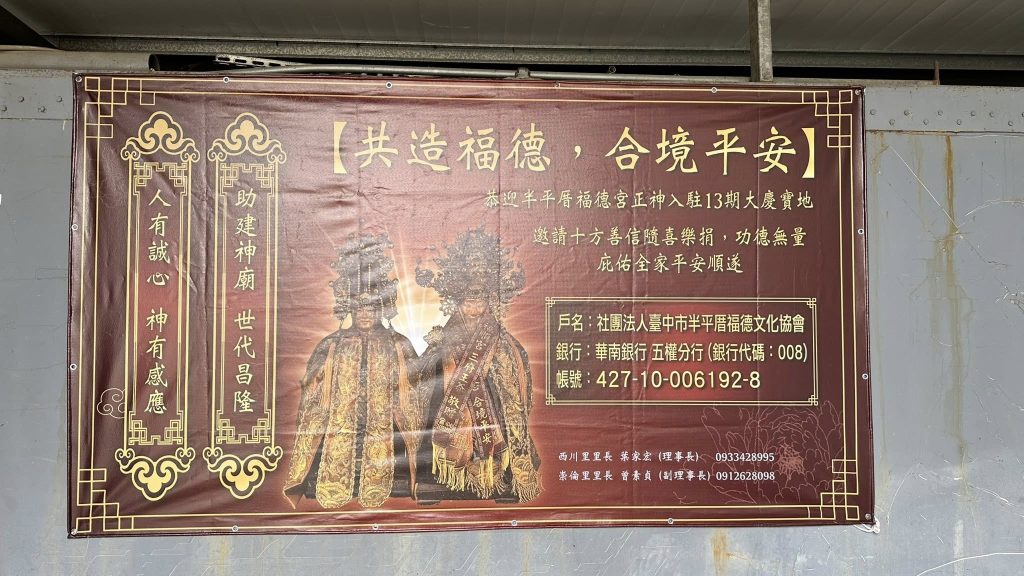 【共造福德，合境平安】
恭迎半平厝福德宮正神入駐13期大慶寶地
邀請十方善信隨喜樂捐，功德無量
庇佑全家平安順遂
戶名：社團法人臺中市半平厝福德文化協會
銀行：華南銀行 五權分行 (銀行代碼：008)
帳號：427-10-006192-8
西川里里長 葉家宏 (理事長) 0933428995
崇倫里里長 曾素貞 (副理事長) 0912628098
助建神廟 世代昌隆
人有誠心 神有感應
合境平安